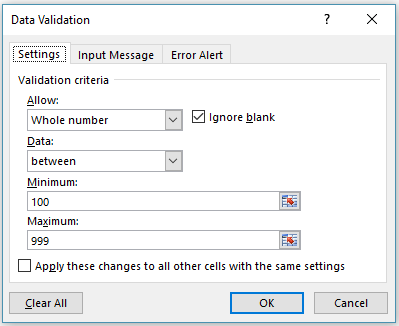 Data Validation
?
Settings Input Message Error Alert
Validation criteria
Allow:
Whole number Ignore blank
Data:
between
Minimum:
100
Maximum:
999
Apply these changes to all other cells with the same settings
Clear All OK Cancel